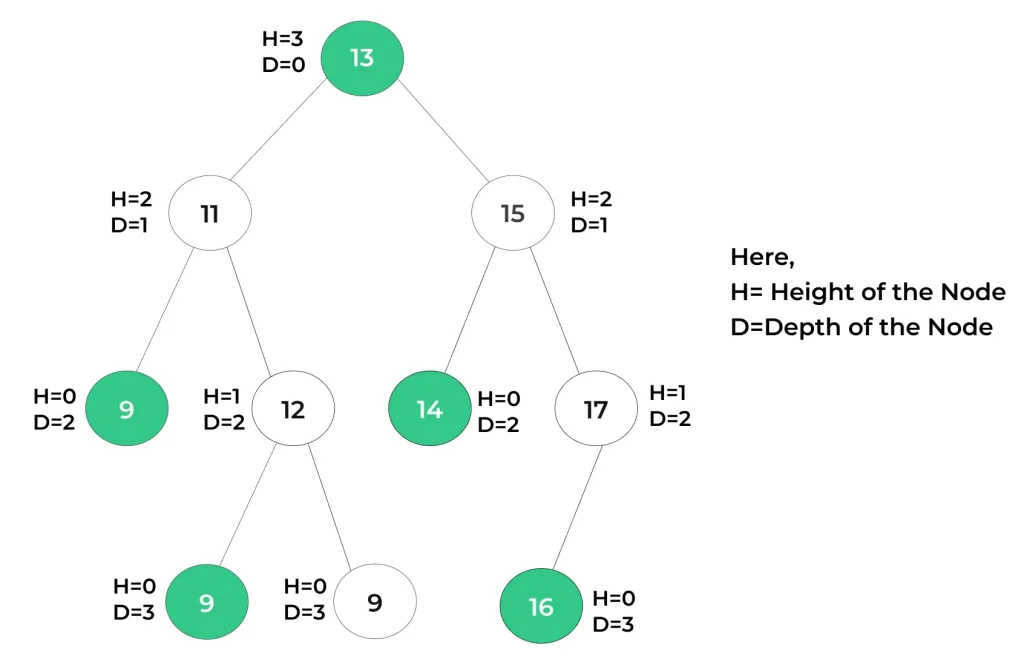 H=3
D=0
13
H=2
D=1
11
15
H=2
D=1
Here,
H= Height of the Node
D=Depth of the Node
H=0
D=2
9
H=1
D=2
12
14
H=0
D=2
17
H=1
D=2
H=0
D=3
9
H=0
D=3
9
16
H=0
D=3